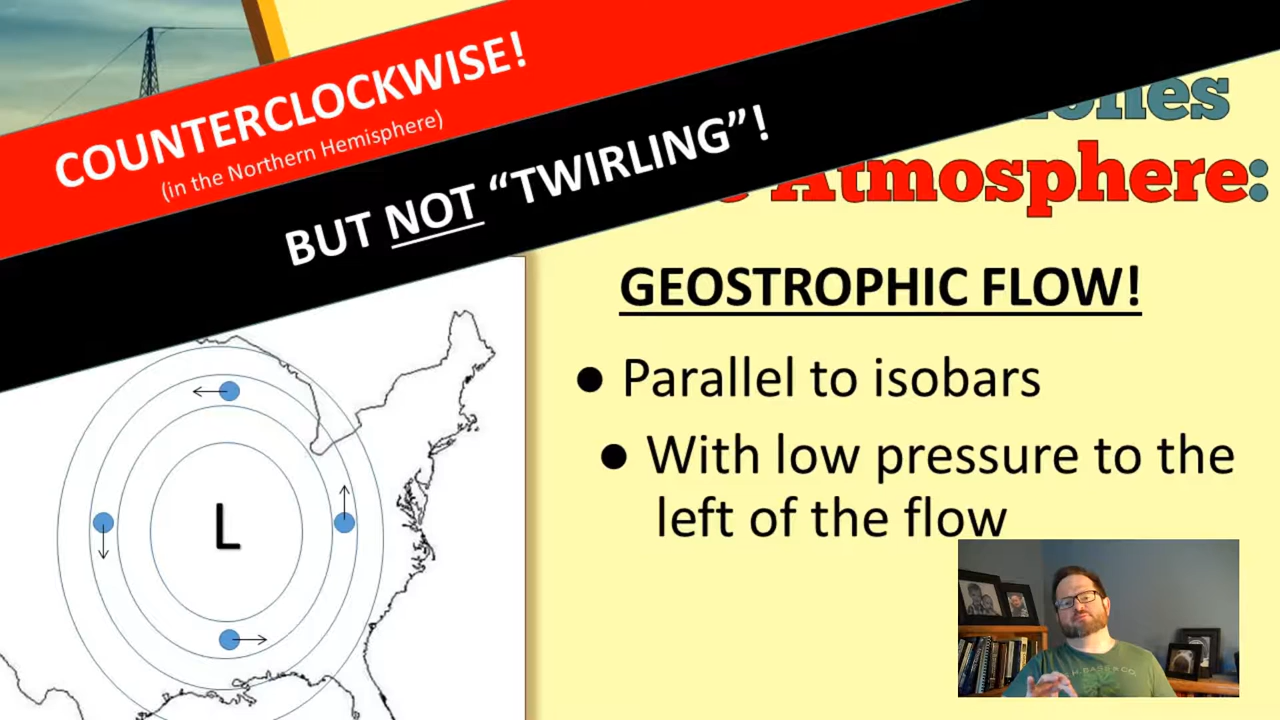 COUNTERCLOCKWISE!
(in the Northern Hemisphere)
BUT NOT “TWIRLING”!
Atmosphere:
GEOSTROPHIC FLOW!
● Parallel to isobars
● With low pressure to the
left of the flow
L